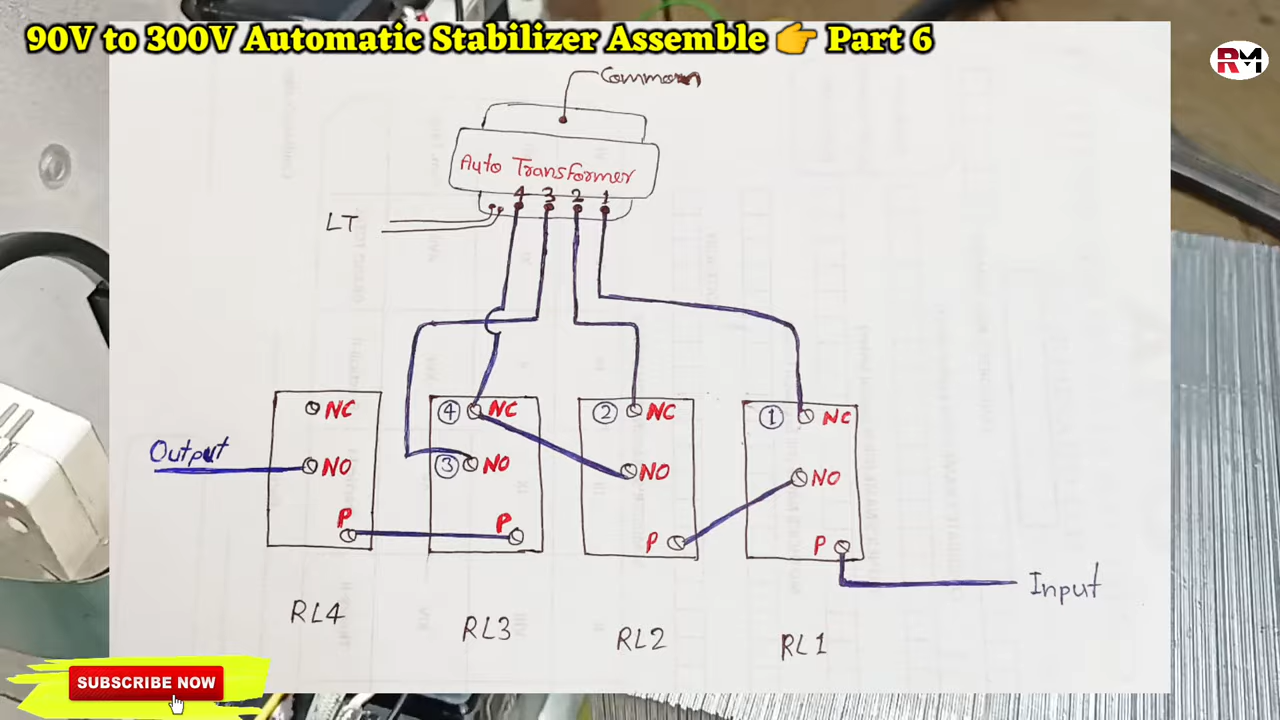 90V to 300V Automatic Stabilizer Assemble 👉 Part 6
RM
Common
Auto Transformer
4 3 2 1
LT
NC
④ NC
② NC
① NC
Output
NO
③ NO
NO
NO
P
P
P
P
Input
RL4
RL3
RL2
RL1
SUBSCRIBE NOW